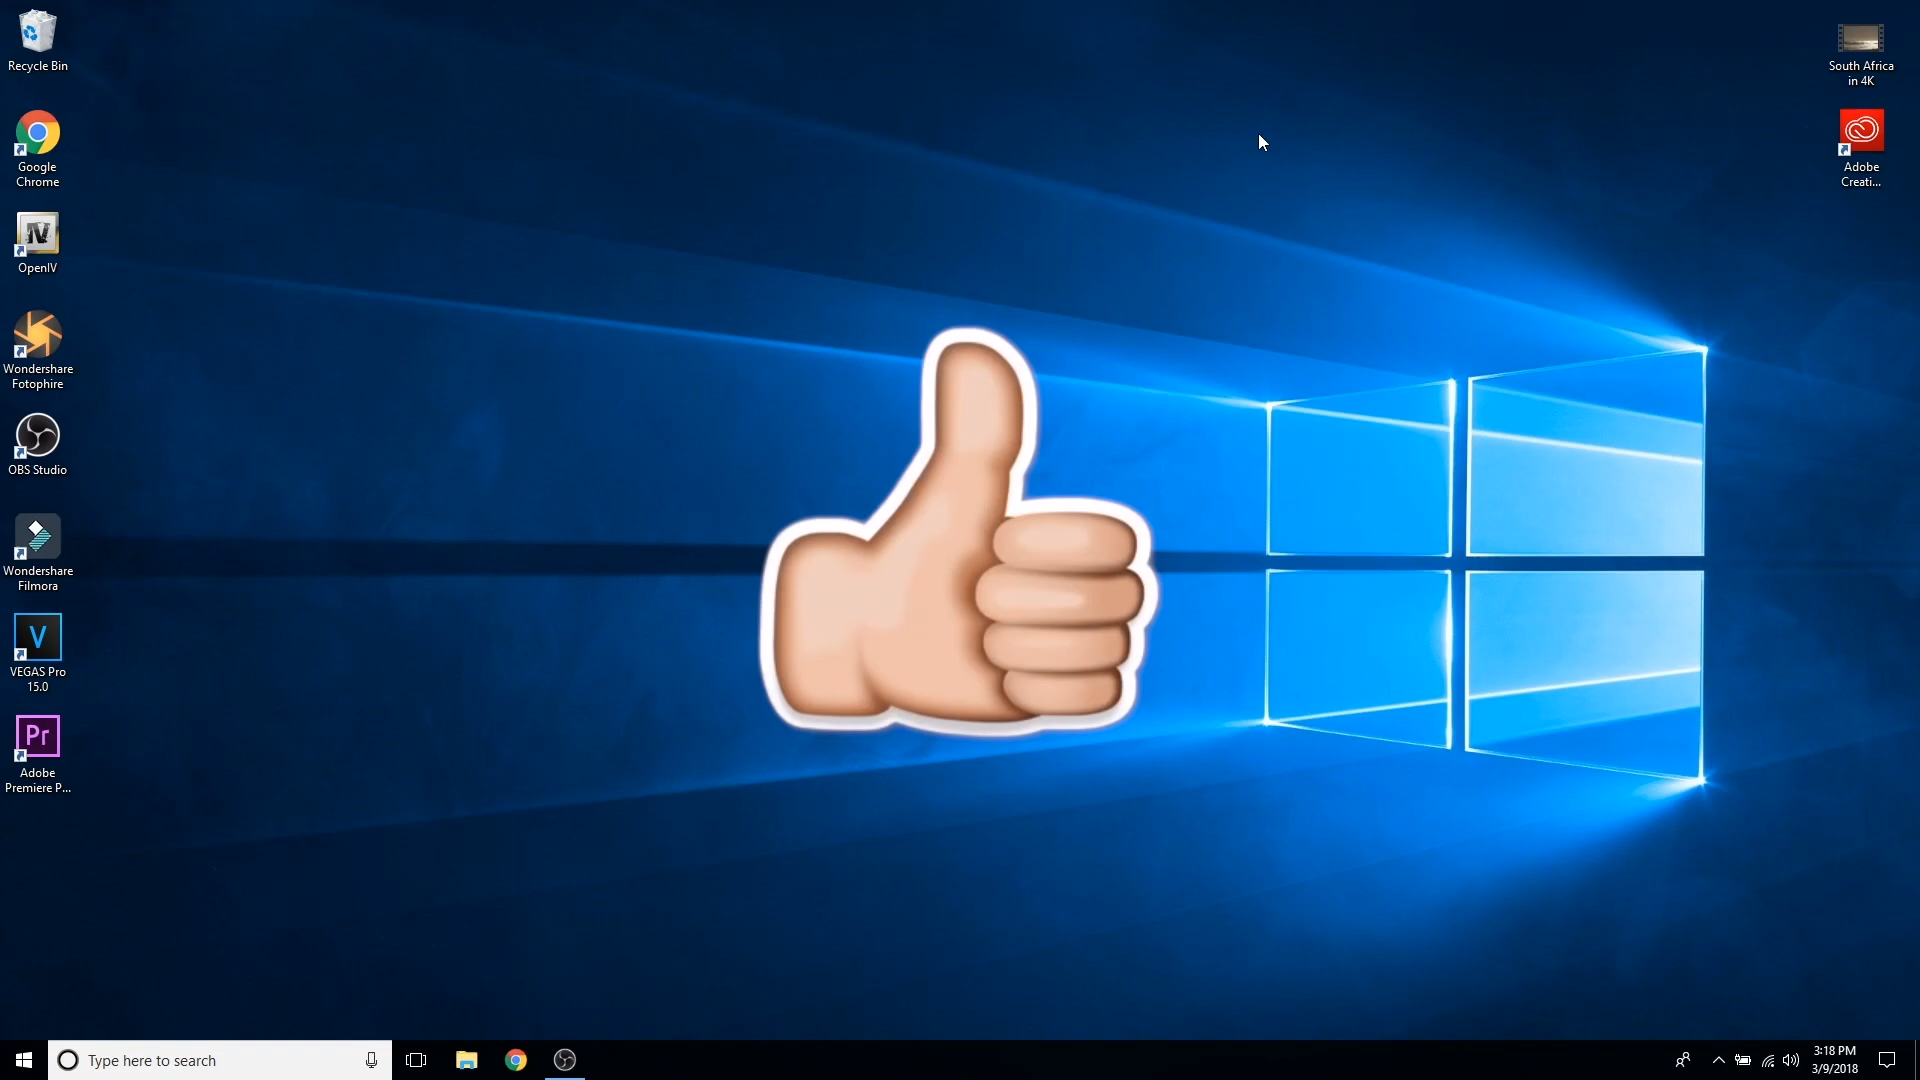 Recycle Bin
Google
Chrome
OpenIV
Wondershare
Fotophire
OBS Studio
Wondershare
Filmora
V
VEGAS Pro
15.0
Pr
Adobe
Premiere P...
South Africa
in 4K
Adobe
Creati...
Type here to search
3:18 PM
3/9/2018